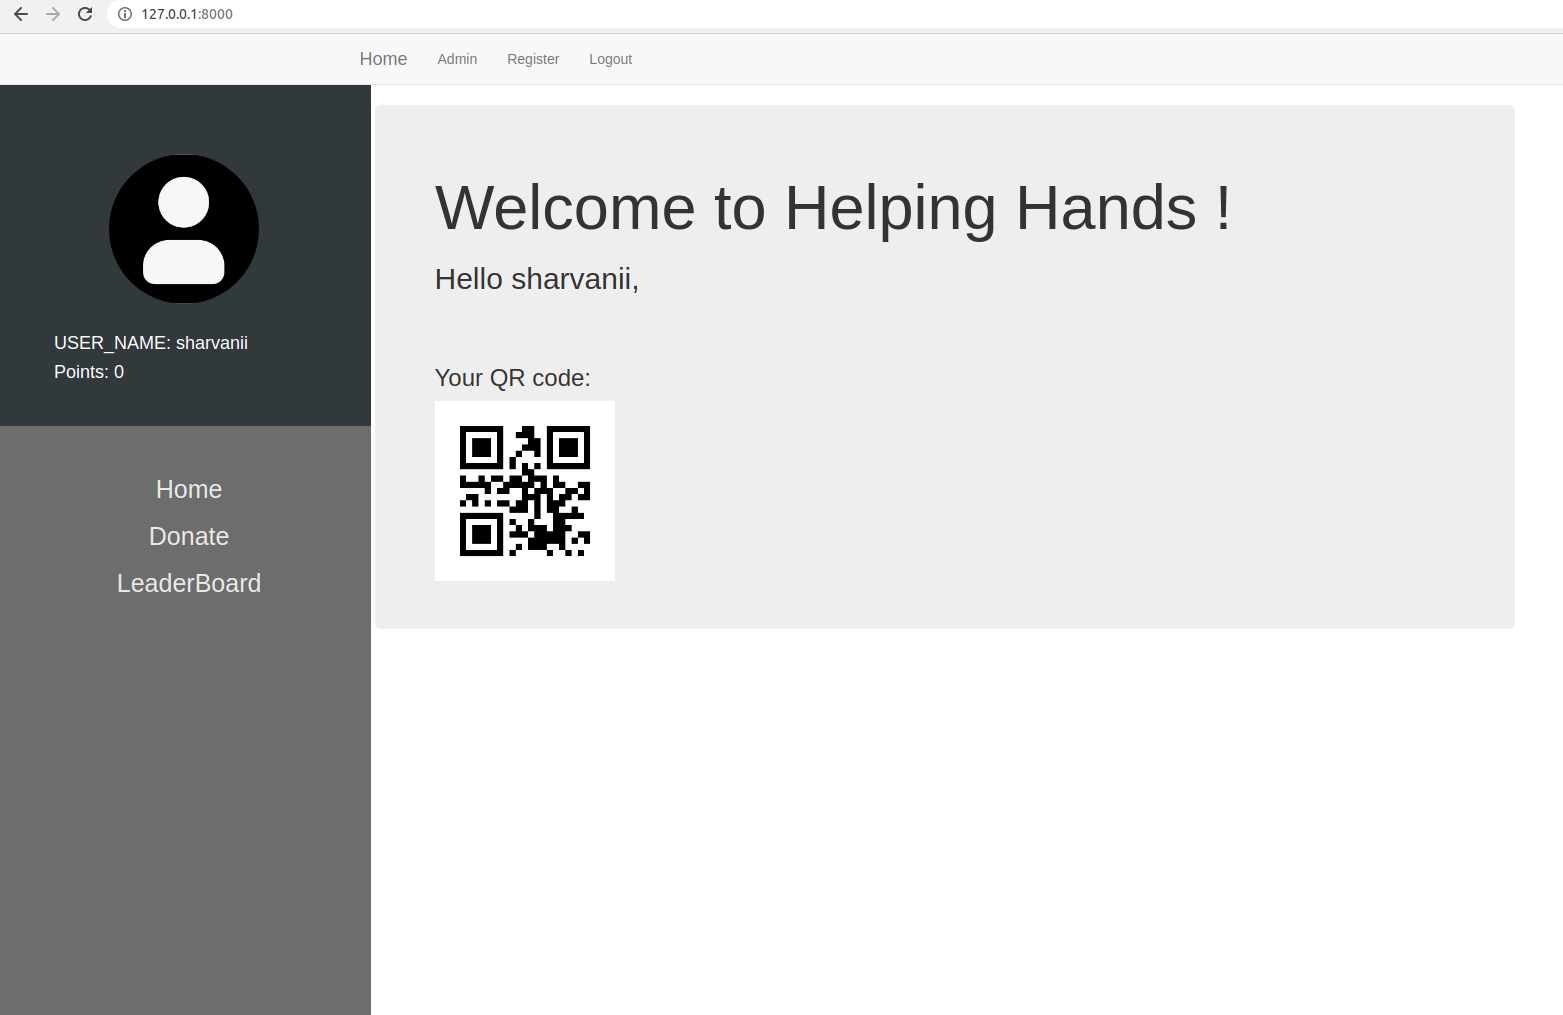 127.0.0.1:8000
Home Admin Register Logout
USER_NAME: sharvanii
Points: 0
Home
Donate
LeaderBoard
Welcome to Helping Hands !
Hello sharvanii,
Your QR code: